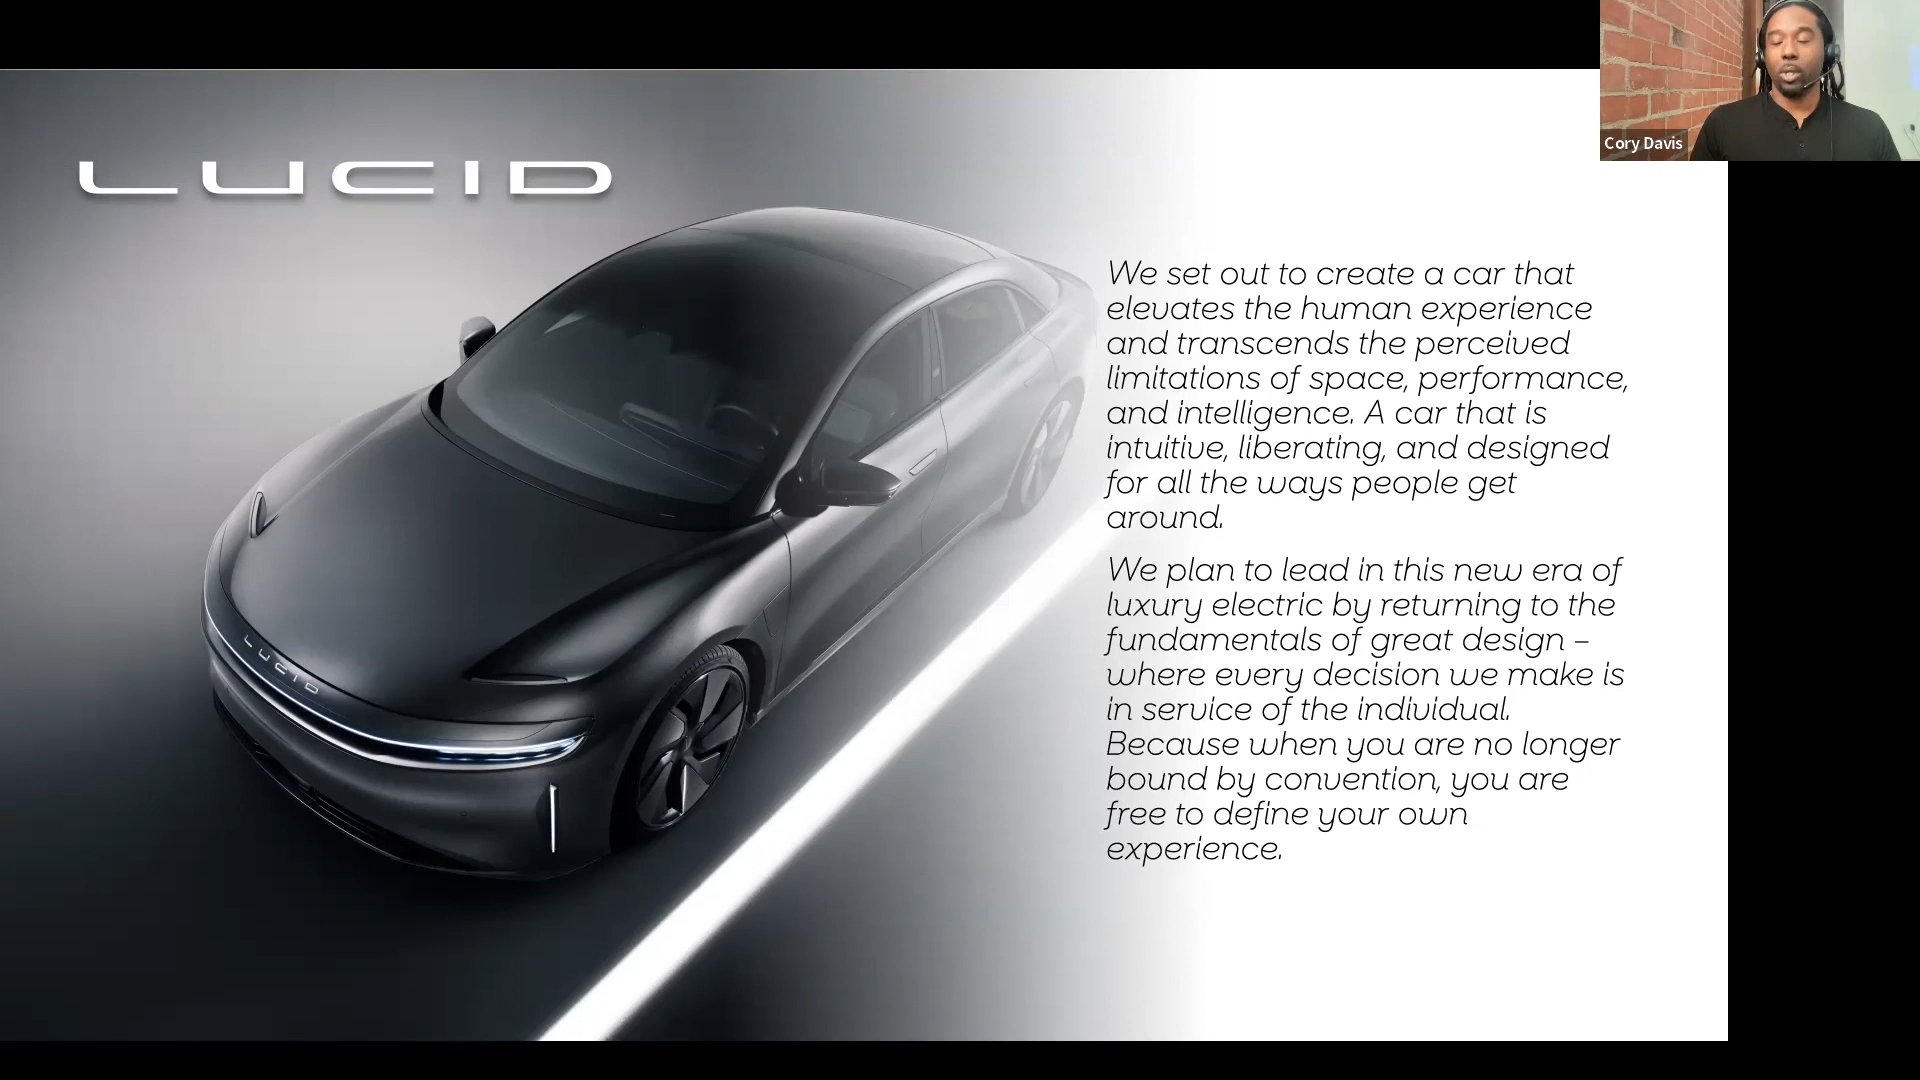 LUCID
Cory Davis
We set out to create a car that
elevates the human experience
and transcends the perceived
limitations of space, performance,
and intelligence. A car that is
intuitive, liberating, and designed
for all the ways people get
around.
We plan to lead in this new era of
luxury electric by returning to the
fundamentals of great design –
where every decision we make is
in service of the individual.
Because when you are no longer
bound by convention, you are
free to define your own
experience.
LUCID